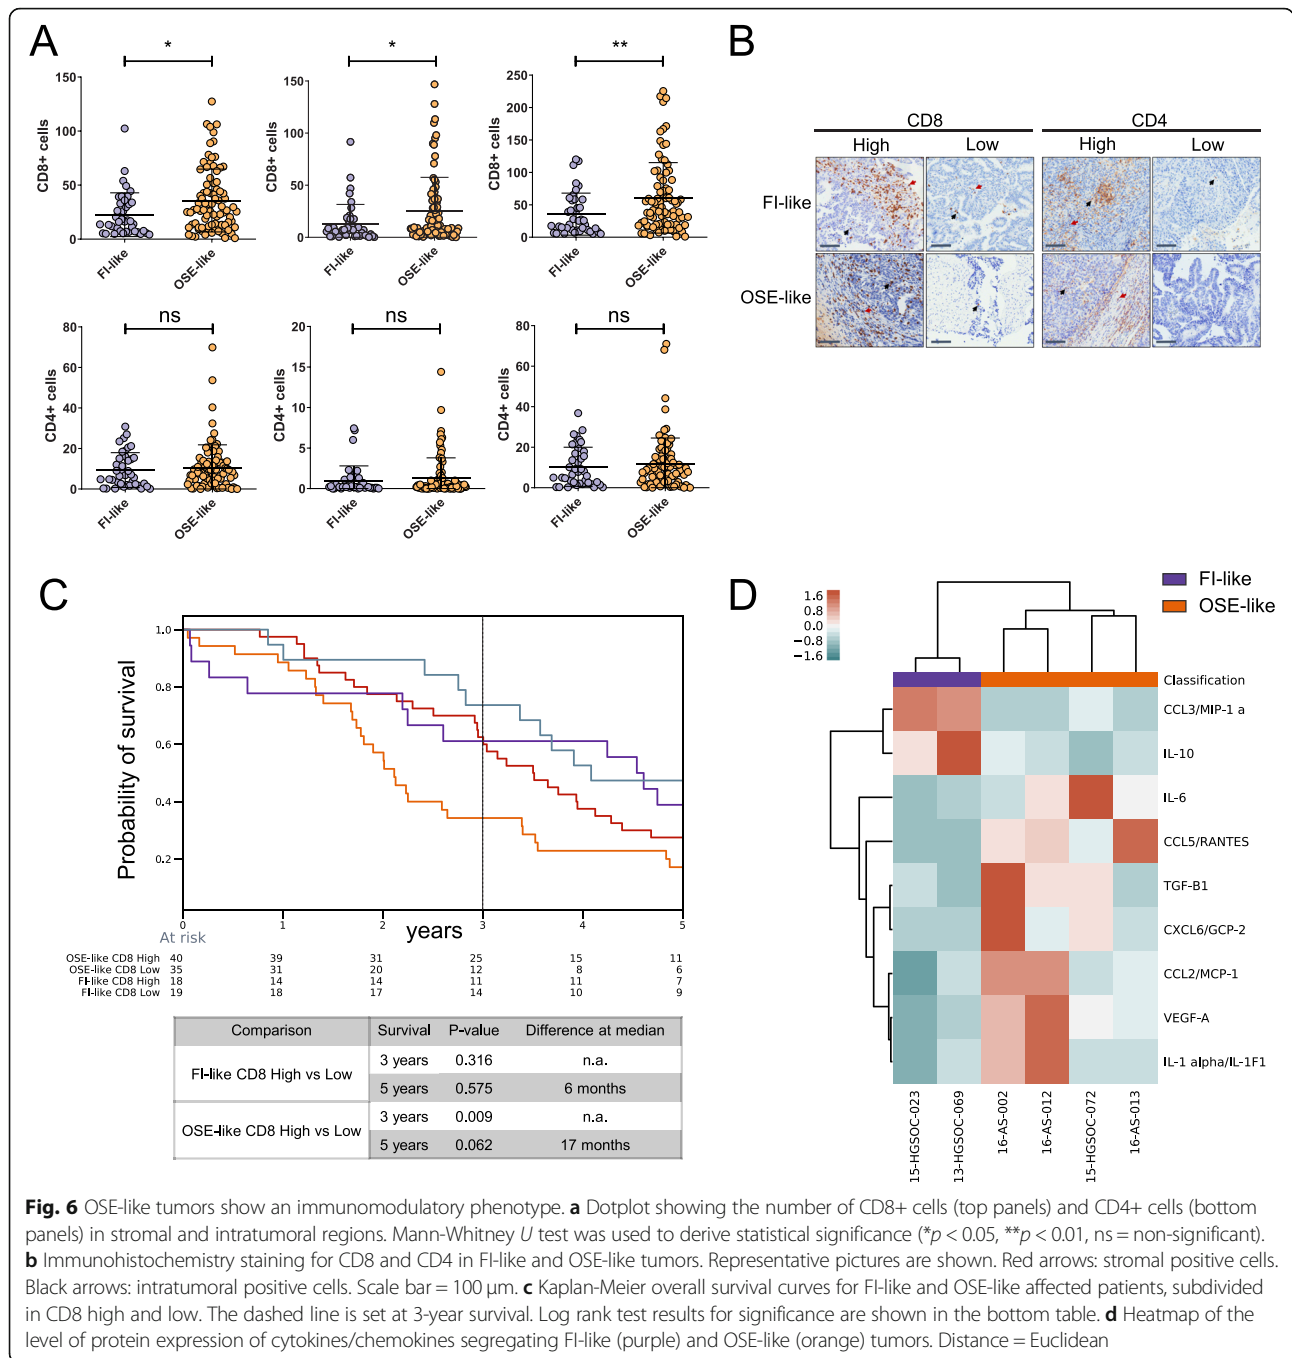 A
*
*
**
150
100
50
0
CD8+ cells
FI-like
OSE-like
150
100
50
0
CD8+ cells
FI-like
OSE-like
250
200
150
100
50
0
CD8+ cells
FI-like
OSE-like
ns
ns
ns
80
60
40
20
0
CD4+ cells
FI-like
OSE-like
20
15
10
5
0
CD4+ cells
FI-like
OSE-like
80
60
40
20
0
CD4+ cells
FI-like
OSE-like
B
CD8 CD4
High Low High Low
FI-like
OSE-like
C
Probability of survival
1.0
0.8
0.6
0.4
0.2
0 1 2 3 4 5
years
At risk
OSE-like CD8 High 40 39 31 25 15 11
OSE-like CD8 Low 35 31 20 12 8 6
FI-like CD8 High 18 14 14 11 11 7
FI-like CD8 Low 19 18 17 14 10 9
Comparison Survival P-value Difference at median
FI-like CD8 High vs Low 3 years 0.316 n.a.
5 years 0.575 6 months
OSE-like CD8 High vs Low 3 years 0.009 n.a.
5 years 0.062 17 months
D
1.6
0.8
0.0
−0.8
−1.6
FI-like
OSE-like
Classification
CCL3/MIP-1 a
IL-10
IL-6
CCL5/RANTES
TGF-B1
CXCL6/GCP-2
CCL2/MCP-1
VEGF-A
IL-1 alpha/IL-1F1
15-HGSOC-023
13-HGSOC-069
16-AS-002
16-AS-012
15-HGSOC-072
16-AS-013
Fig. 6 OSE-like tumors show an immunomodulatory phenotype. a Dotplot showing the number of CD8+ cells (top panels) and CD4+ cells (bottom
panels) in stromal and intratumoral regions. Mann-Whitney U test was used to derive statistical significance (*p < 0.05, **p < 0.01, ns = non-significant).
b Immunohistochemistry staining for CD8 and CD4 in FI-like and OSE-like tumors. Representative pictures are shown. Red arrows: stromal positive cells.
Black arrows: intratumoral positive cells. Scale bar = 100 μm. c Kaplan-Meier overall survival curves for FI-like and OSE-like affected patients, subdivided
in CD8 high and low. The dashed line is set at 3-year survival. Log rank test results for significance are shown in the bottom table. d Heatmap of the
level of protein expression of cytokines/chemokines segregating FI-like (purple) and OSE-like (orange) tumors. Distance = Euclidean